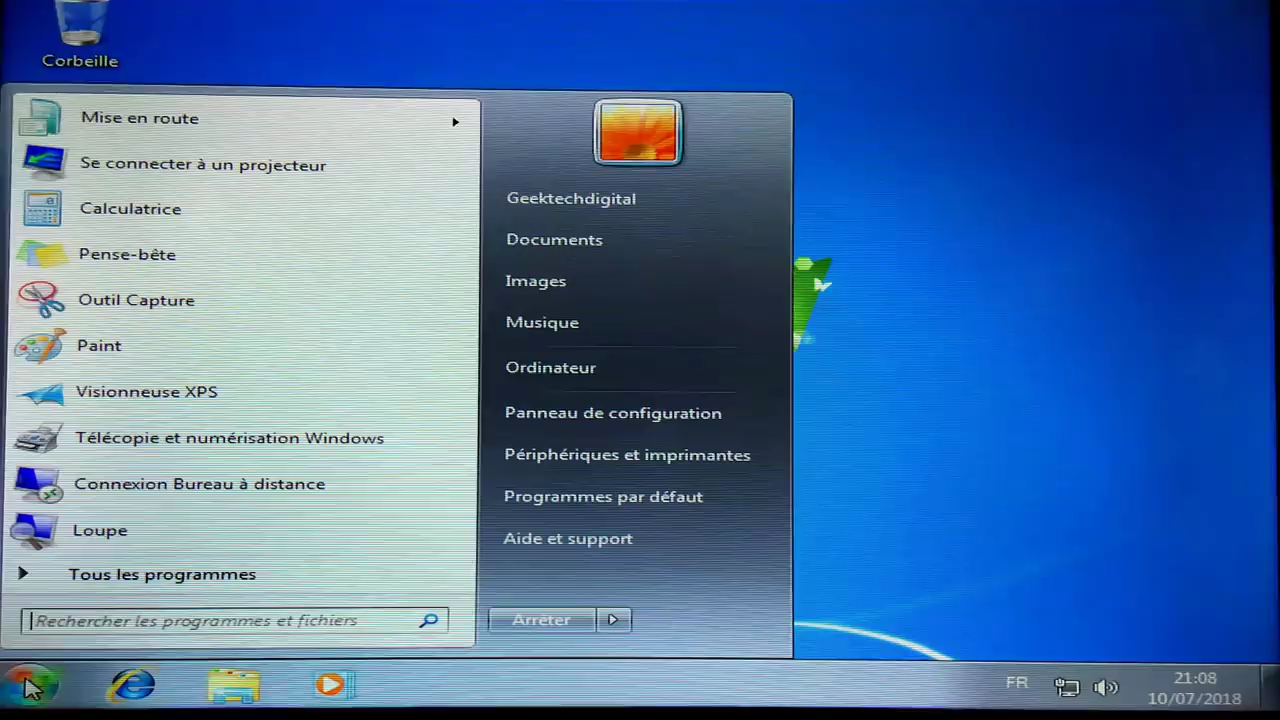 Corbeille
Mise en route
Se connecter à un projecteur
Calculatrice
Pense-bête
Outil Capture
Paint
Visionneuse XPS
Télécopie et numérisation Windows
Connexion Bureau à distance
Loupe
Tous les programmes
Rechercher les programmes et fichiers
Geektechdigital
Documents
Images
Musique
Ordinateur
Panneau de configuration
Périphériques et imprimantes
Programmes par défaut
Aide et support
Arrêter
FR
21:08
10/07/2018